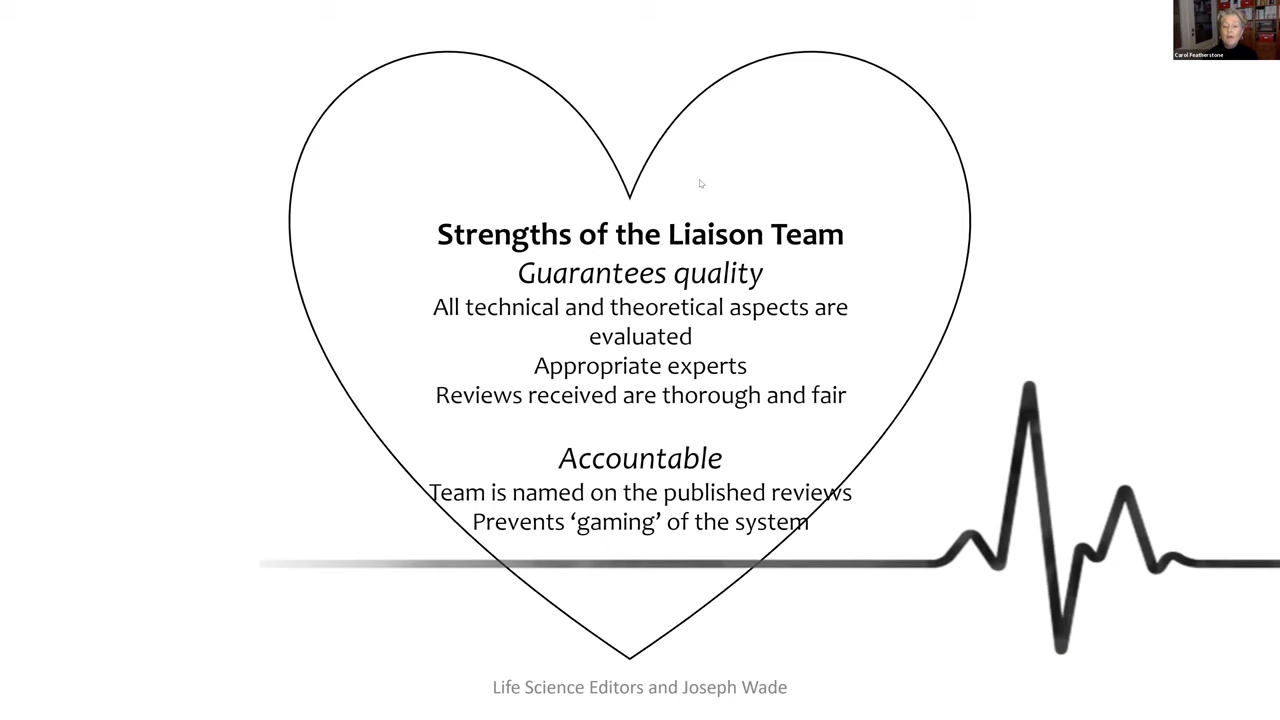 Carol Featherstone
Strengths of the Liaison Team
Guarantees quality
All technical and theoretical aspects are
evaluated
Appropriate experts
Reviews received are thorough and fair
Accountable
Team is named on the published reviews
Prevents ‘gaming’ of the system
Life Science Editors and Joseph Wade